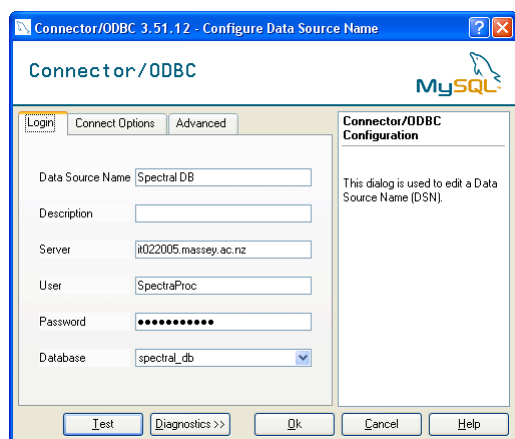 Connector/ODBC 3.51.12 - Configure Data Source Name
Connector/ODBC
MySQL
Login Connect Options Advanced
Connector/ODBC
Configuration
This dialog is used to edit a Data
Source Name (DSN).
Data Source Name Spectral DB
Description
Server it022005.massey.ac.nz
User SpectraProc
Password ●●●●●●●●●●●
Database spectral_db
Test Diagnostics >> Ok Cancel Help